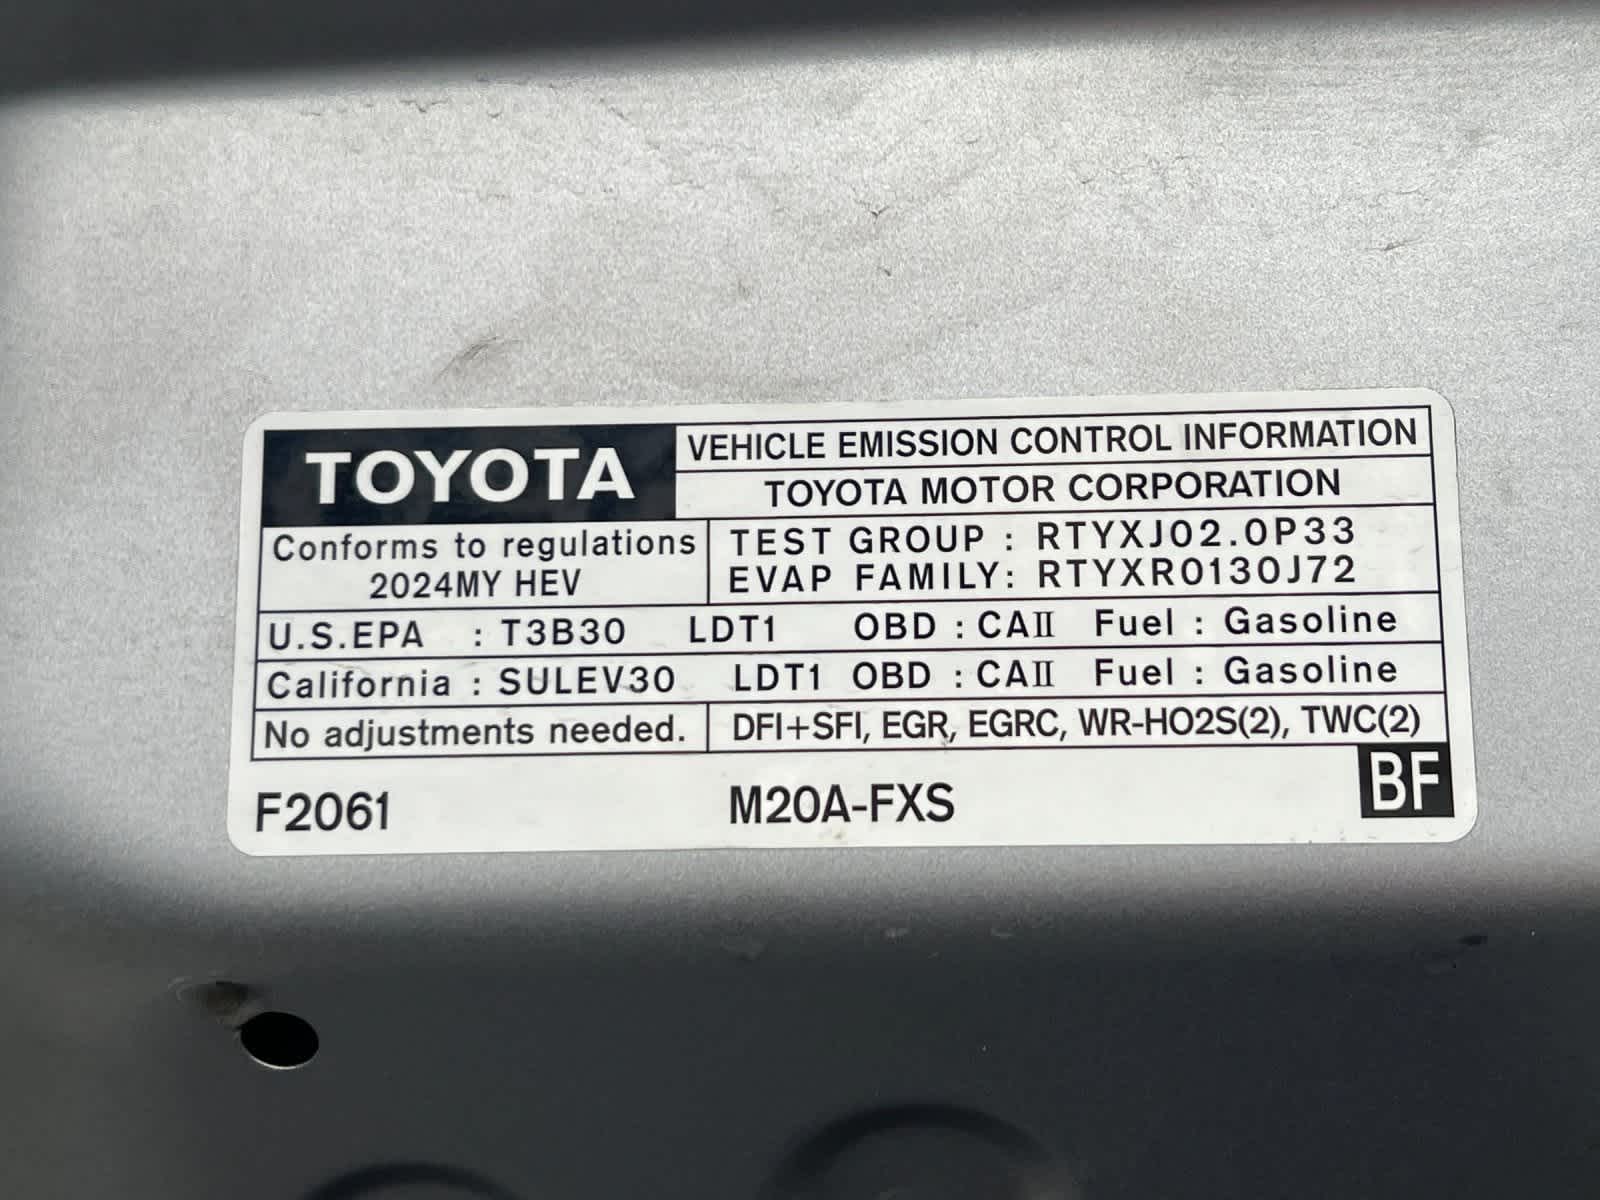 TOYOTA
VEHICLE EMISSION CONTROL INFORMATION
TOYOTA MOTOR CORPORATION
Conforms to regulations
2024MY HEV
TEST GROUP : RTYXJ02.0P33
EVAP FAMILY: RTYXR0130J72
U.S.EPA : T3B30 LDT1 OBD : CAII Fuel : Gasoline
California : SULEV30 LDT1 OBD : CAII Fuel : Gasoline
No adjustments needed.
DFI+SFI, EGR, EGRC, WR-HO2S(2), TWC(2)
F2061
M20A-FXS
BF